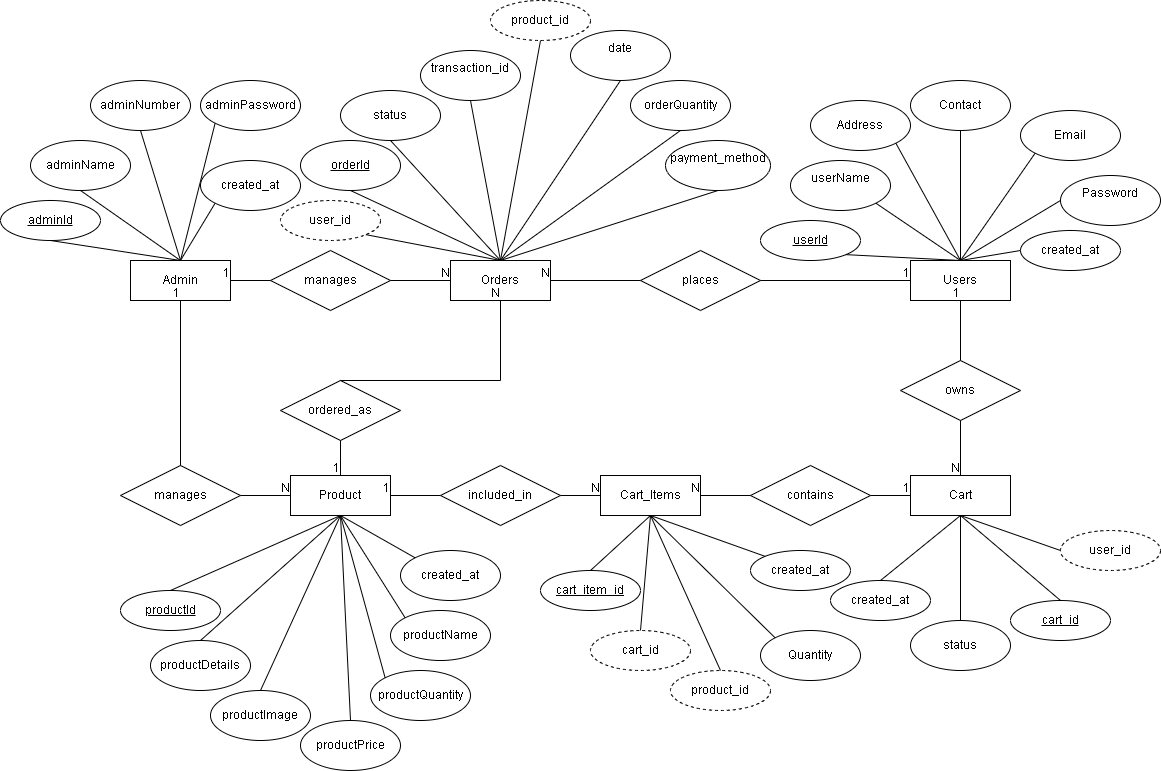 product_id
date
transaction_id
adminNumber
adminPassword
orderQuantity
Contact
status
Address
Email
payment_method
adminName
orderId
userName
created_at
Password
adminId
user_id
userId
created_at
Admin
1
manages
N
Orders
N
places
1
Users
1
N
1
owns
ordered_as
1
N
manages
N
Product
1
included_in
N
Cart_Items
N
contains
1
Cart
user_id
created_at
created_at
cart_item_id
created_at
productId
cart_id
productName
status
cart_id
Quantity
productDetails
product_id
productQuantity
productImage
productPrice